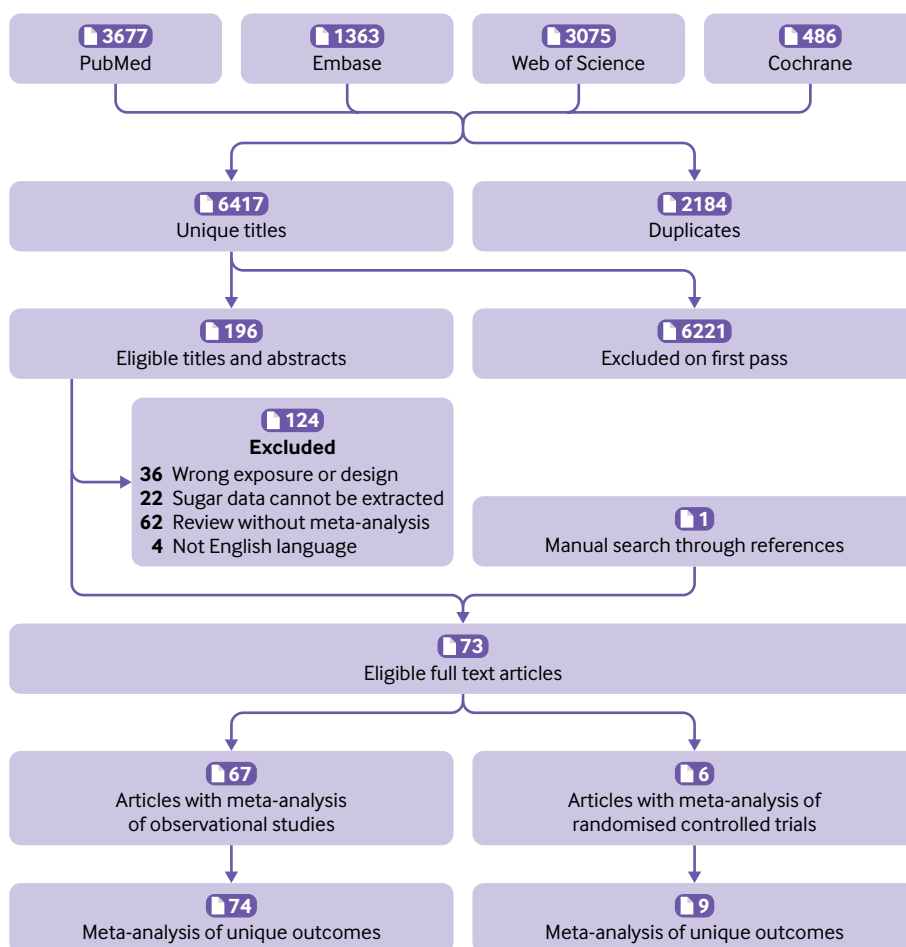 3677
PubMed
1363
Embase
3075
Web of Science
486
Cochrane
6417
Unique titles
2184
Duplicates
196
Eligible titles and abstracts
6221
Excluded on first pass
124
Excluded
36 Wrong exposure or design
22 Sugar data cannot be extracted
62 Review without meta-analysis
4 Not English language
1
Manual search through references
73
Eligible full text articles
67
Articles with meta-analysis
of observational studies
6
Articles with meta-analysis of
randomised controlled trials
74
Meta-analysis of unique outcomes
9
Meta-analysis of unique outcomes